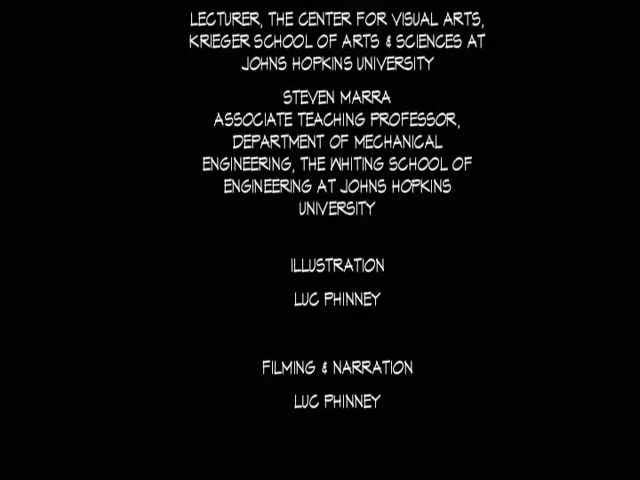 LECTURER, THE CENTER FOR VISUAL ARTS,
KRIEGER SCHOOL OF ARTS & SCIENCES AT
JOHNS HOPKINS UNIVERSITY
STEVEN MARRA
ASSOCIATE TEACHING PROFESSOR,
DEPARTMENT OF MECHANICAL
ENGINEERING, THE WHITING SCHOOL OF
ENGINEERING AT JOHNS HOPKINS
UNIVERSITY
ILLUSTRATION
LUC PHINNEY
FILMING & NARRATION
LUC PHINNEY